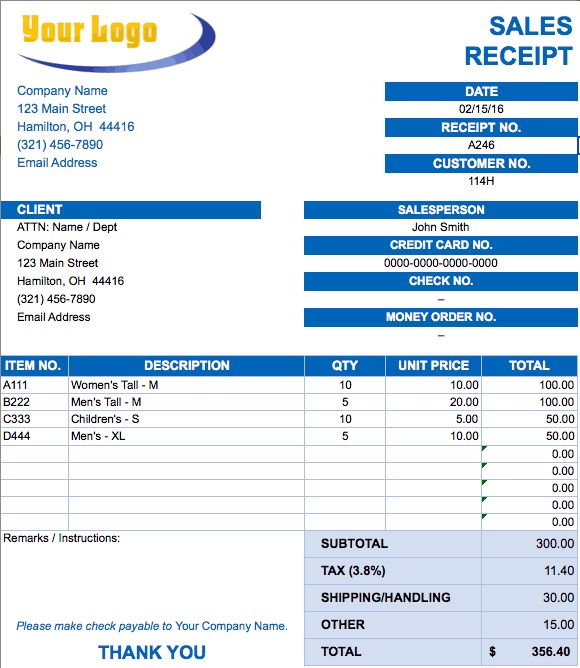 Your Logo
SALES
RECEIPT
Company Name
123 Main Street
Hamilton, OH  44416
(321) 456-7890
Email Address
DATE
02/15/16
RECEIPT NO.
A246
CUSTOMER NO.
114H
CLIENT
ATTN: Name / Dept
Company Name
123 Main Street
Hamilton, OH  44416
(321) 456-7890
Email Address
SALESPERSON
John Smith
CREDIT CARD NO.
0000-0000-0000-0000
CHECK NO.
–
MONEY ORDER NO.
–
ITEM NO. DESCRIPTION QTY UNIT PRICE TOTAL
A111 Women's Tall - M 10 10.00 100.00
B222 Men's Tall - M 5 20.00 100.00
C333 Children's - S 10 5.00 50.00
D444 Men's - XL 5 10.00 50.00
0.00
0.00
0.00
0.00
0.00
Remarks / Instructions:
SUBTOTAL 300.00
TAX (3.8%) 11.40
SHIPPING/HANDLING 30.00
OTHER 15.00
TOTAL $ 356.40
Please make check payable to Your Company Name.
THANK YOU